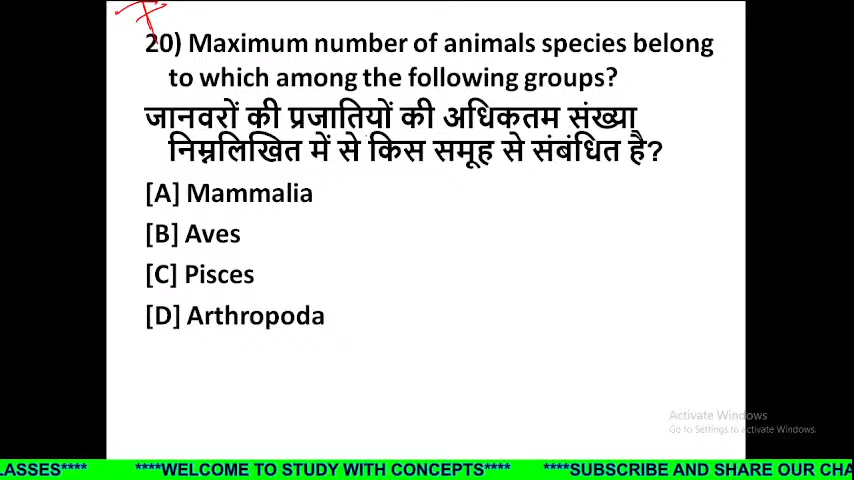 20) Maximum number of animals species belong
to which among the following groups?
जानवरों की प्रजातियों की अधिकतम संख्या
निम्नलिखित में से किस समूह से संबंधित है?
[A] Mammalia
[B] Aves
[C] Pisces
[D] Arthropoda
Activate Windows
Go to Settings to Activate Windows.
LASSES**** ****WELCOME TO STUDY WITH CONCEPTS**** ****SUBSCRIBE AND SHARE OUR CHA